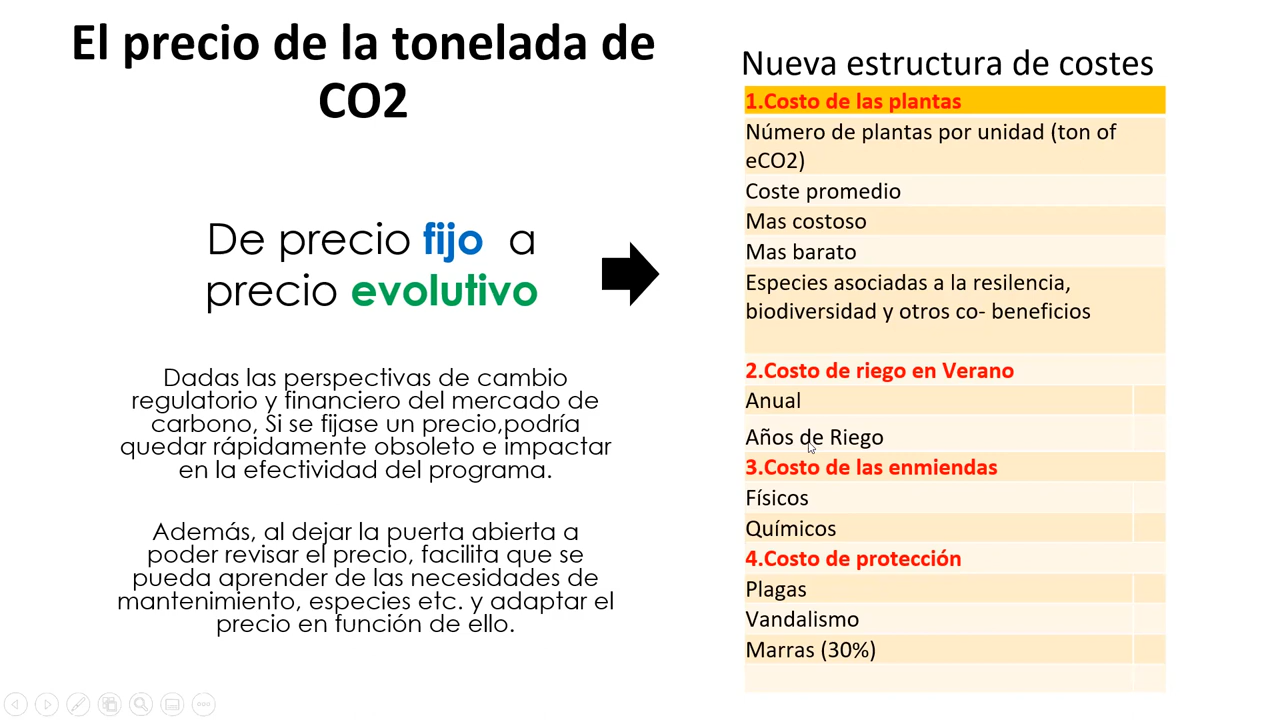 El precio de la tonelada de
CO2
De precio fijo a
precio evolutivo
Dadas las perspectivas de cambio
regulatorio y financiero del mercado de
carbono, Si se fijase un precio,podría
quedar rápidamente obsoleto e impactar
en la efectividad del programa.
Además, al dejar la puerta abierta a
poder revisar el precio, facilita que se
pueda aprender de las necesidades de
mantenimiento, especies etc. y adaptar el
precio en función de ello.
Nueva estructura de costes
1.Costo de las plantas
Número de plantas por unidad (ton of
eCO2)
Coste promedio
Mas costoso
Mas barato
Especies asociadas a la resilencia,
biodiversidad y otros co- beneficios
2.Costo de riego en Verano
Anual
Años de Riego
3.Costo de las enmiendas
Físicos
Químicos
4.Costo de protección
Plagas
Vandalismo
Marras (30%)